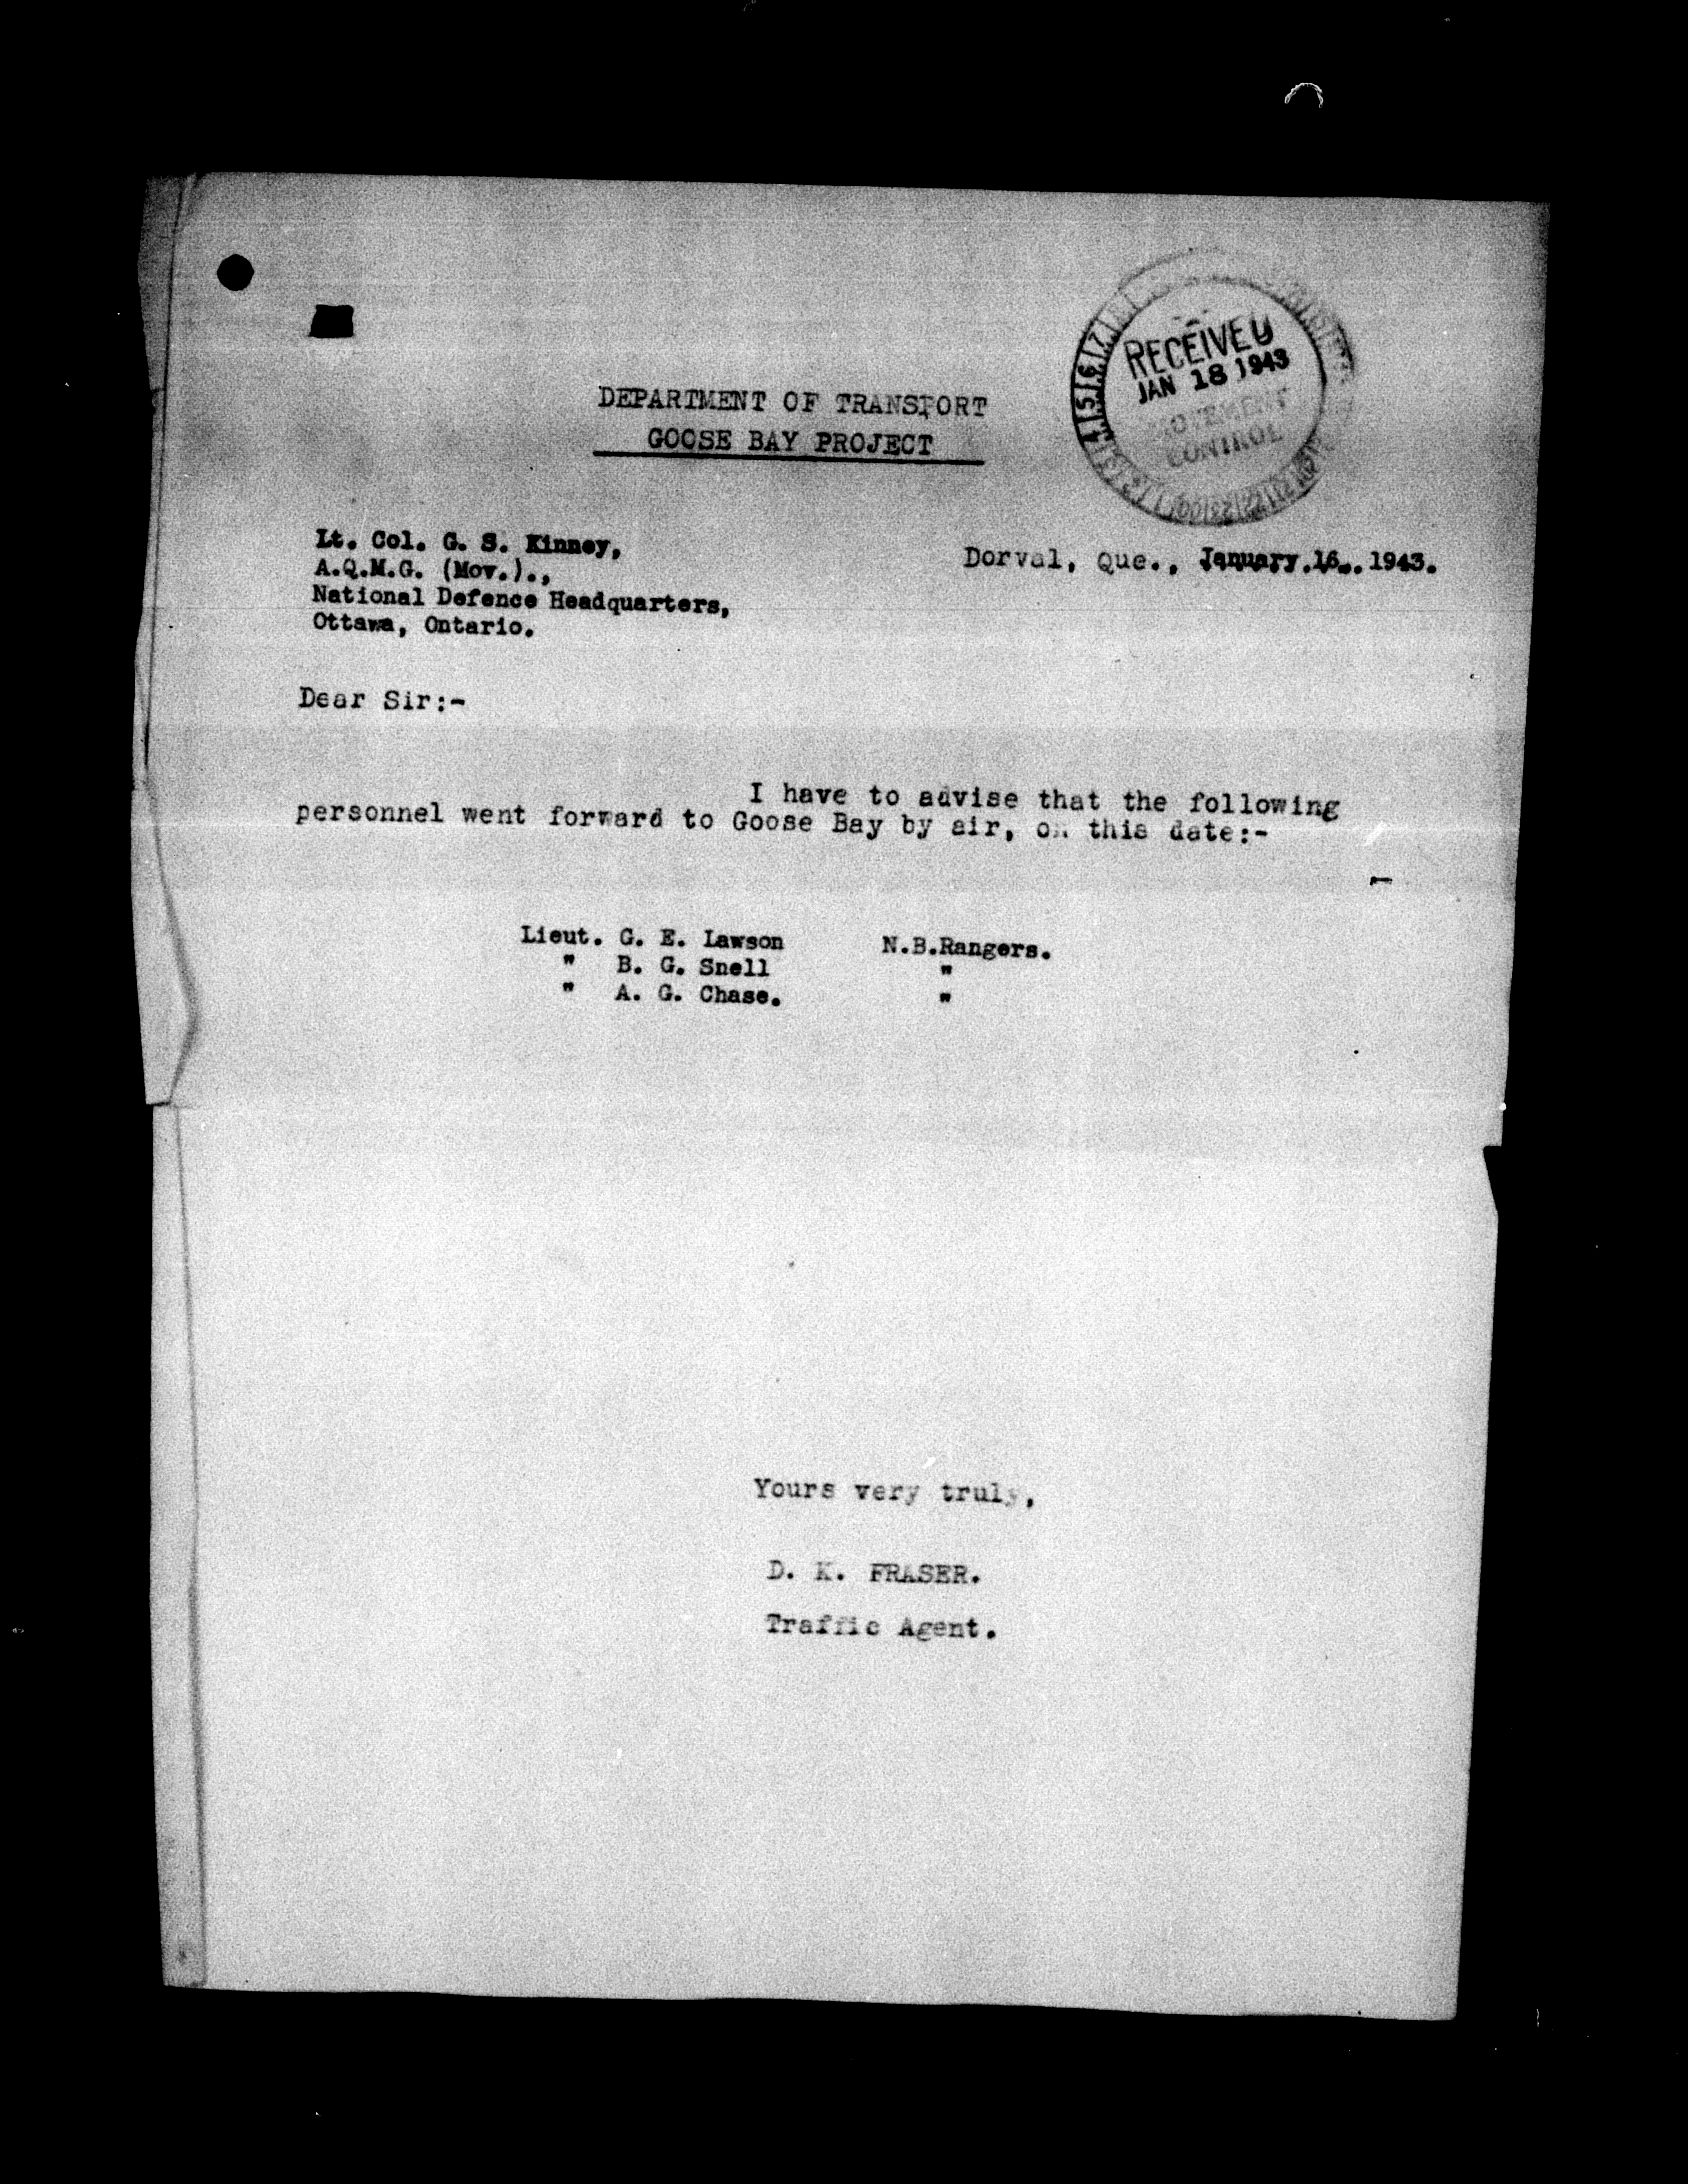 RECEIVED
JAN 18 1943
MOVEMENT
CONTROL
DEPARTMENT OF TRANSPORT
GOOSE BAY PROJECT
Lt. Col. G. S. Kinney,
A.Q.M.G. (Mov.).,
National Defence Headquarters,
Ottawa, Ontario.
Dorval, Que., January.16...1943.
Dear Sir:-
I have to advise that the following
personnel went forward to Goose Bay by air, on this date:-
Lieut. G. E. Lawson N.B.Rangers.
" B. G. Snell "
" A. G. Chase. "
Yours very truly,
D. K. FRASER.
Traffic Agent.